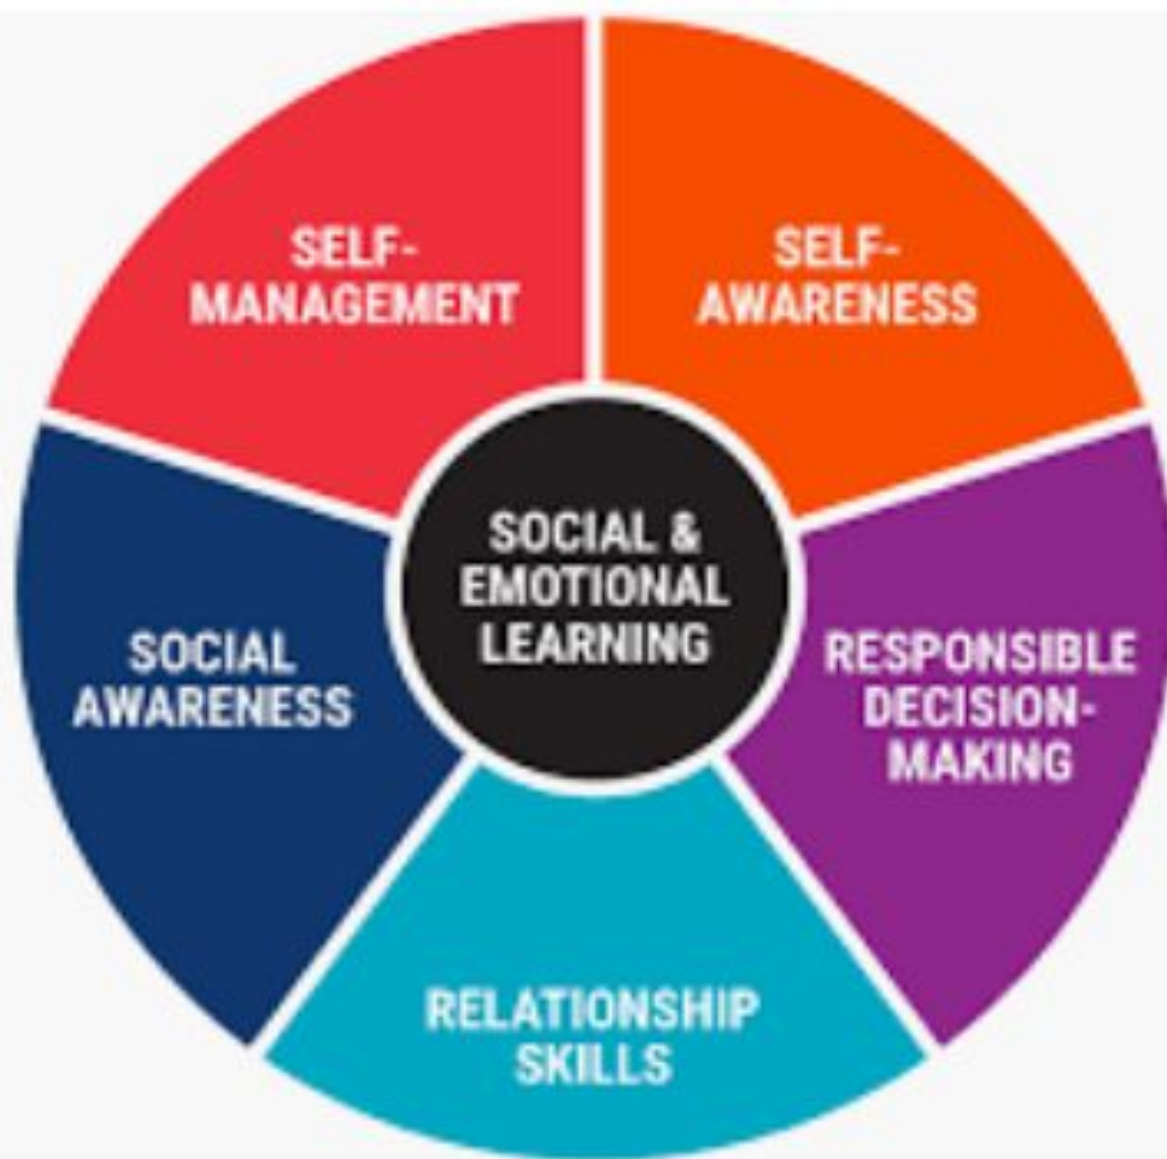 SELF-
MANAGEMENT
SELF-
AWARENESS
SOCIAL &
EMOTIONAL
LEARNING
SOCIAL
AWARENESS
RESPONSIBLE
DECISION-
MAKING
RELATIONSHIP
SKILLS